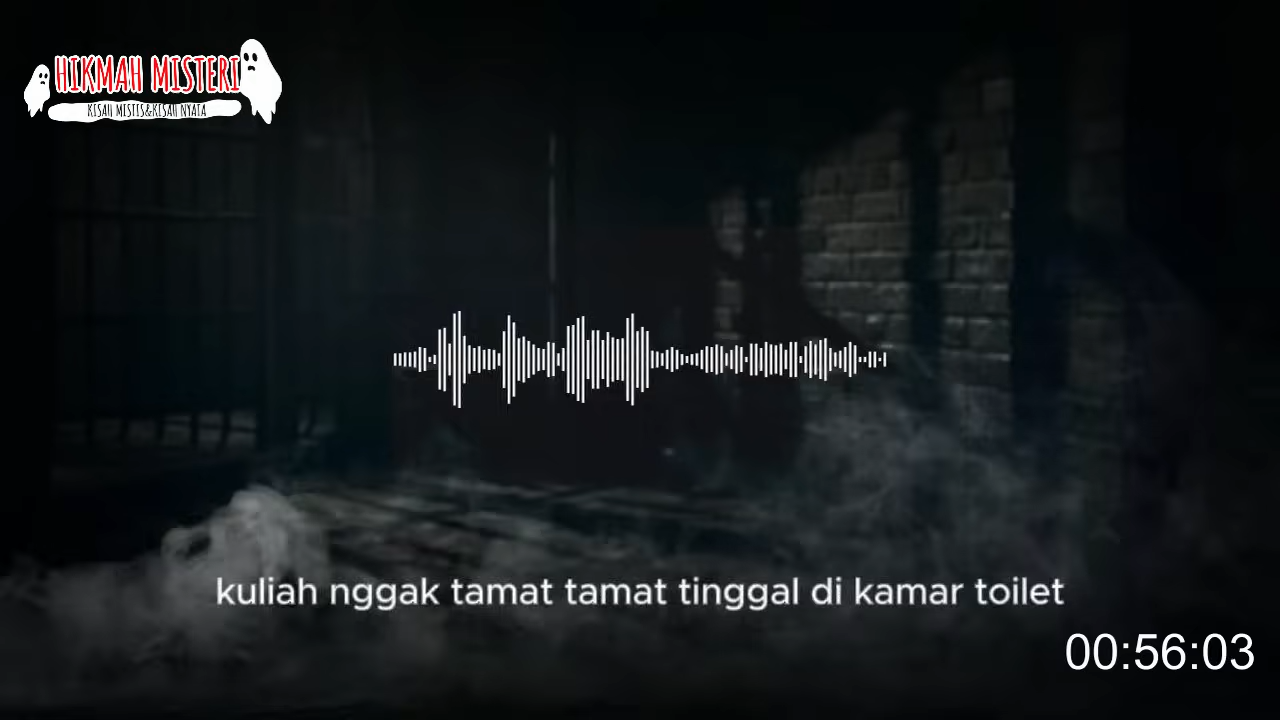 HIKMAH MISTERI
KISAH MISTIS&KISAH NYATA
kuliah nggak tamat tamat tinggal di kamar toilet
00:56:03